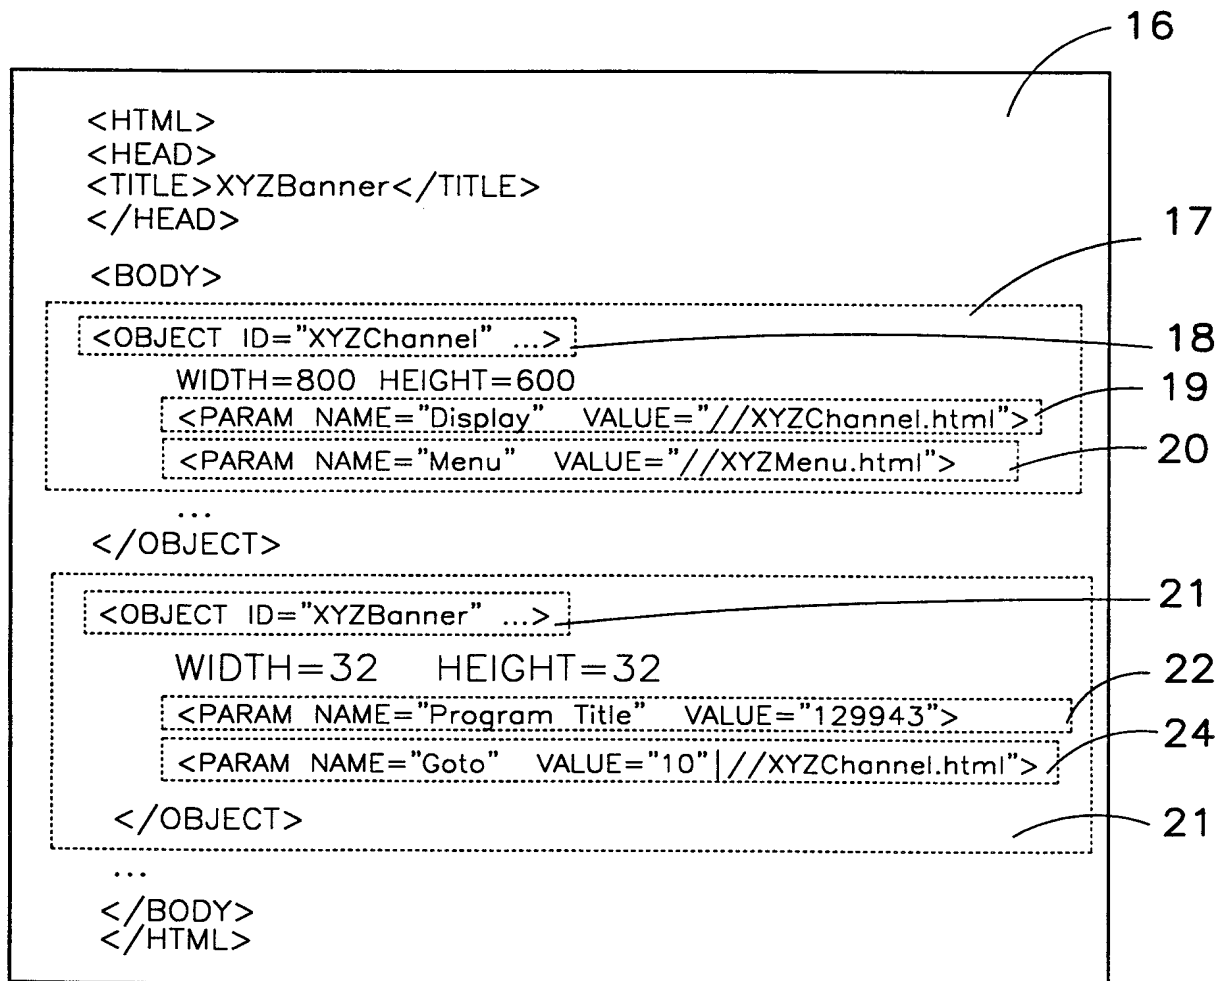 16
<HTML>
<HEAD>
<TITLE>XYZBanner</TITLE>
</HEAD>
17
<BODY>
<OBJECT ID="XYZChannel" ...>
18
WIDTH=800 HEIGHT=600
19
<PARAM NAME="Display" VALUE="//XYZChannel.html">
<PARAM NAME="Menu" VALUE="//XYZMenu.html">
20
...
</OBJECT>
21
<OBJECT ID="XYZBanner" ...>
WIDTH=32 HEIGHT=32
22
<PARAM NAME="Program Title" VALUE="129943">
24
<PARAM NAME="Goto" VALUE="10"|//XYZChannel.html">
</OBJECT>
21
...
</BODY>
</HTML>